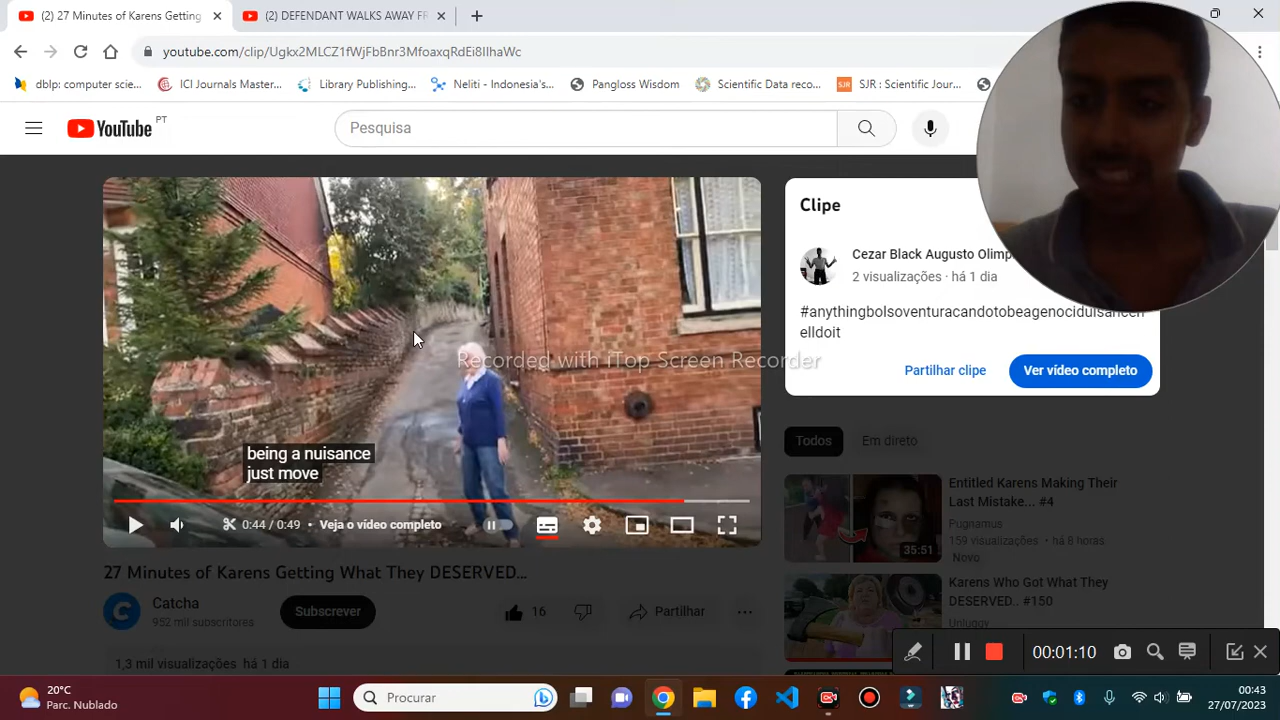 (2) 27 Minutes of Karens Getting
(2) DEFENDANT WALKS AWAY FR
youtube.com/clip/Ugkx2MLCZ1fWjFbBnr3MfoaxqRdEi8IlhaWc
dblp: computer scie...
ICI Journals Master...
Library Publishing...
Neliti - Indonesia's...
Pangloss Wisdom
Scientific Data reco...
SJR : Scientific Jour
YouTube PT
Pesquisa
Clipe
Cezar Black Augusto Olimp
2 visualizações · há 1 dia
#anythingbolsoventuracandotobeagenocidulsaricen
elldoit
Partilhar clipe
Ver vídeo completo
Recorded with iTop Screen Recorder
being a nuisance
just move
0:44 / 0:49 • Veja o vídeo completo
Todos
Em direto
Entitled Karens Making Their
Last Mistake... #4
Pugnamus
159 visualizações • há 8 horas
Novo
35:51
27 Minutes of Karens Getting What They DESERVED...
Karens Who Got What They
DESERVED.. #150
Unluggy
Catcha
952 mil subscritores
Subscrever
16
Partilhar
1,3 mil visualizações há 1 dia
00:01:10
20°C
Parc. Nublado
Procurar
00:43
27/07/2023